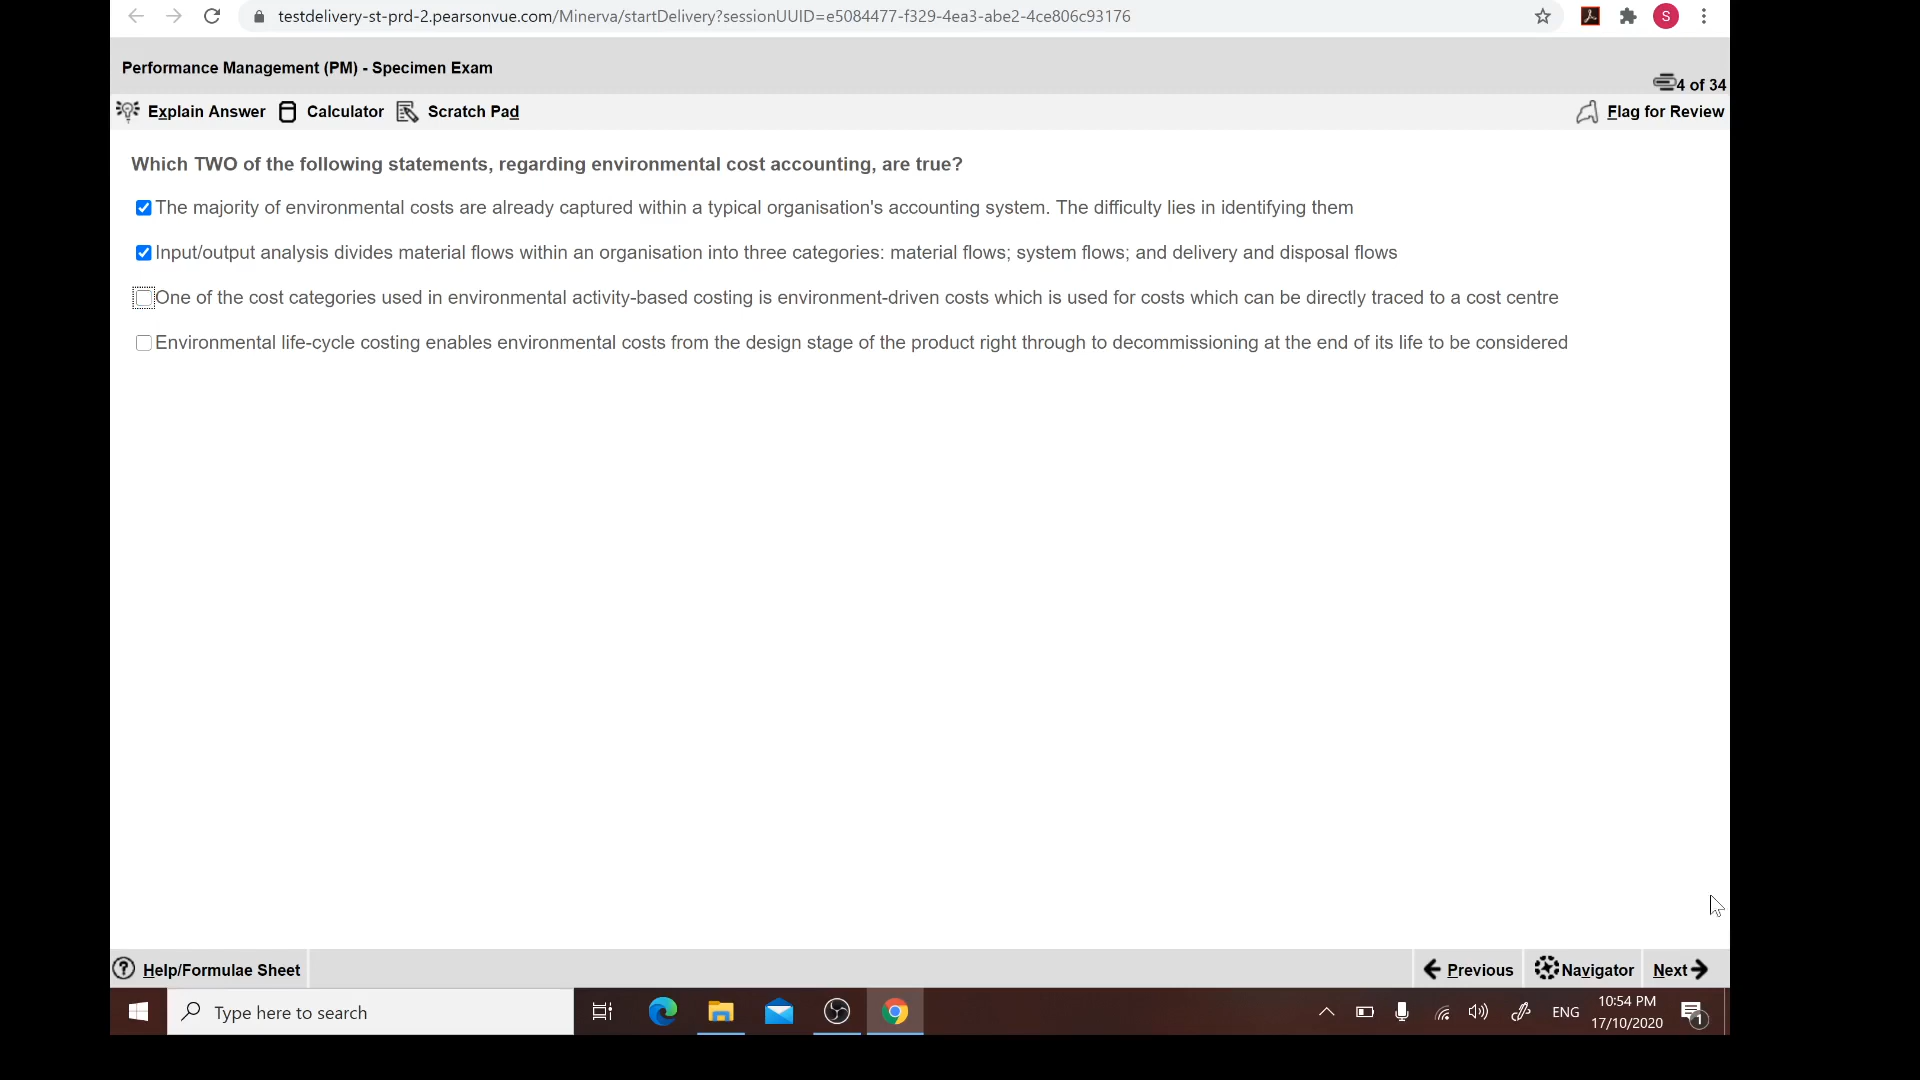 testdelivery-st-prd-2.pearsonvue.com/Minerva/startDelivery?sessionUUID=e5084477-f329-4ea3-abe2-4ce806c93176
S
Performance Management (PM) - Specimen Exam
4 of 34
Explain Answer Calculator Scratch Pad Flag for Review
Which TWO of the following statements, regarding environmental cost accounting, are true?
The majority of environmental costs are already captured within a typical organisation's accounting system. The difficulty lies in identifying them
Input/output analysis divides material flows within an organisation into three categories: material flows; system flows; and delivery and disposal flows
One of the cost categories used in environmental activity-based costing is environment-driven costs which is used for costs which can be directly traced to a cost centre
Environmental life-cycle costing enables environmental costs from the design stage of the product right through to decommissioning at the end of its life to be considered
Help/Formulae Sheet Previous Navigator Next
Type here to search ENG 10:54 PM
17/10/2020 1